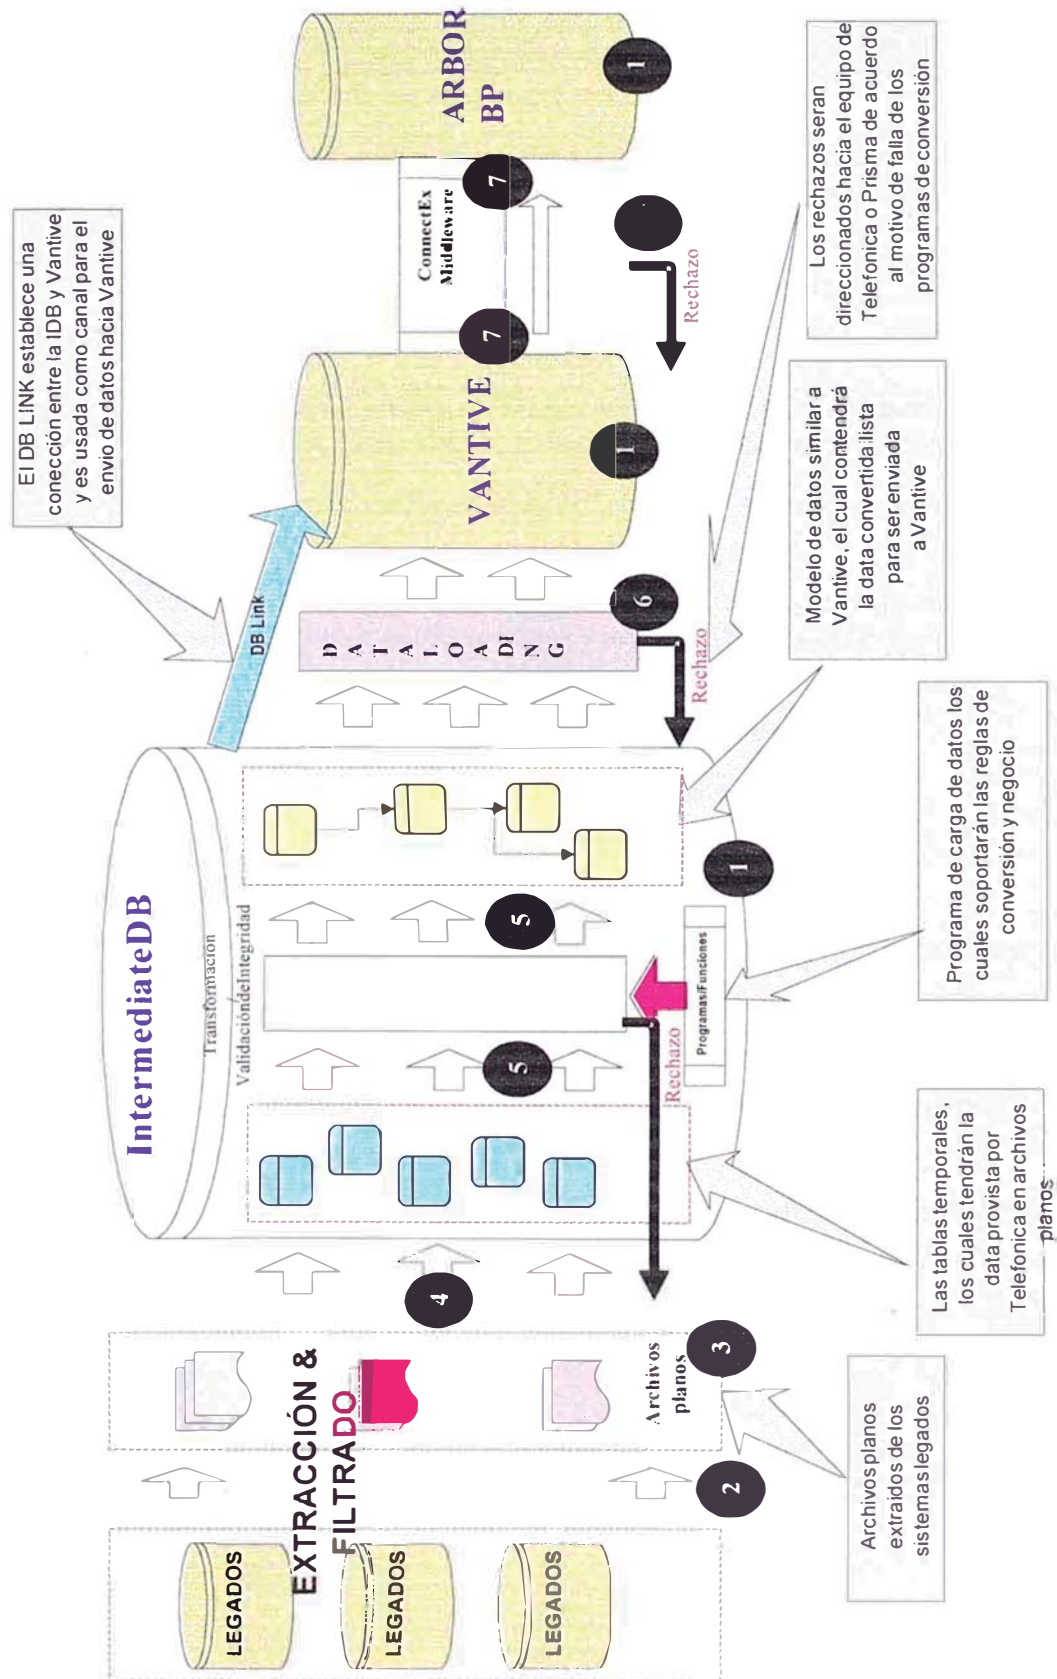 El DB LINK establece una
conección entre la IDB y Vantive
y es usada como canal para el
envio de datos hacia Vantive
IntermediateDB
Transformación
/
Validación de Integridad
DB Link
LEGADOS
LEGADOS
LEGADOS
EXTRACCIÓN &
FILTRADO
2
Archivos
planos
3
4
5
5
Rechazo
Programas/Funciones
1
D
A
T
A
L
O
A DI
N
G
6
Rechazo
VANTIVE
1
7
ConnectEx
Middleware
7
Rechazo
ARBOR
BP
1
Archivos planos
extraidos de los
sistemas legados
Las tablas temporales,
los cuales tendrán la
data provista por
Telefonica en archivos
planos
Programa de carga de datos los
cuales soportarán las reglas de
conversión y negocio
Modelo de datos similar a
Vantive, el cual contendrá
la data convertida lista
para ser enviada
a Vantive
Los rechazos seran
direccionados hacia el equipo de
Telefonica o Prisma de acuerdo
al motivo de falla de los
programas de conversión